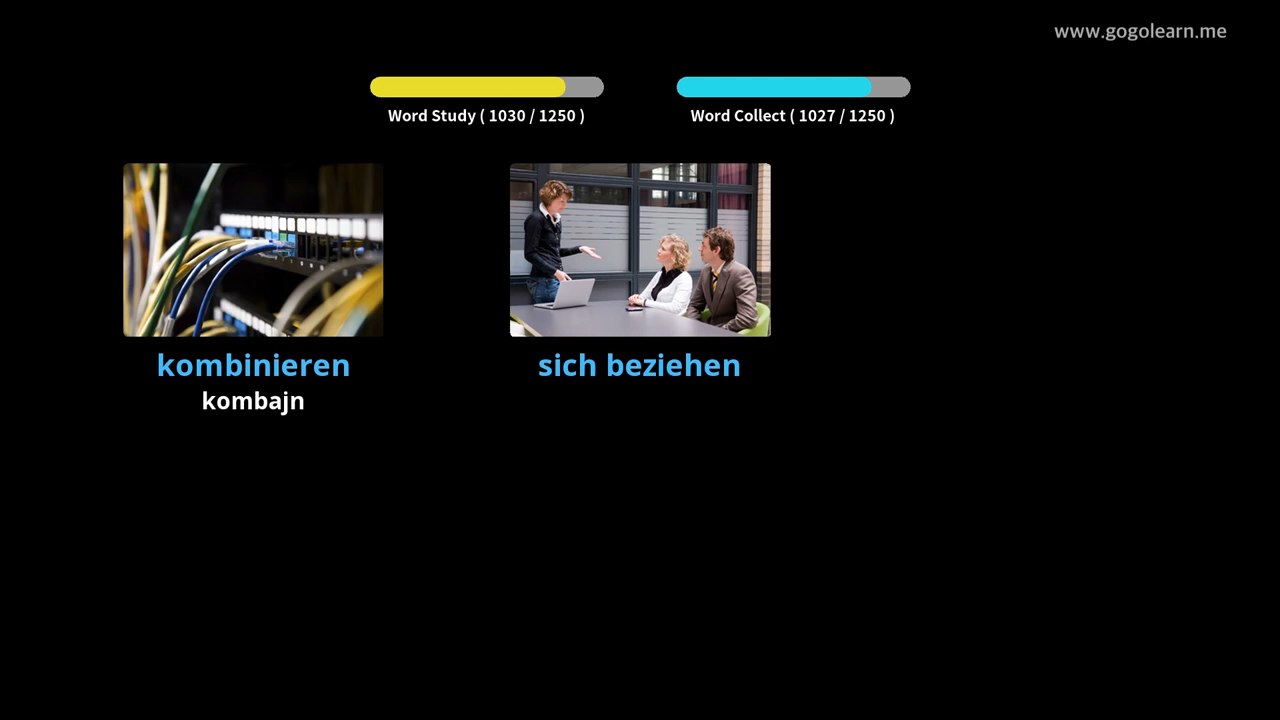 www.gogolearn.me
Word Study ( 1030 / 1250 )
Word Collect ( 1027 / 1250 )
kombinieren
kombajn
sich beziehen